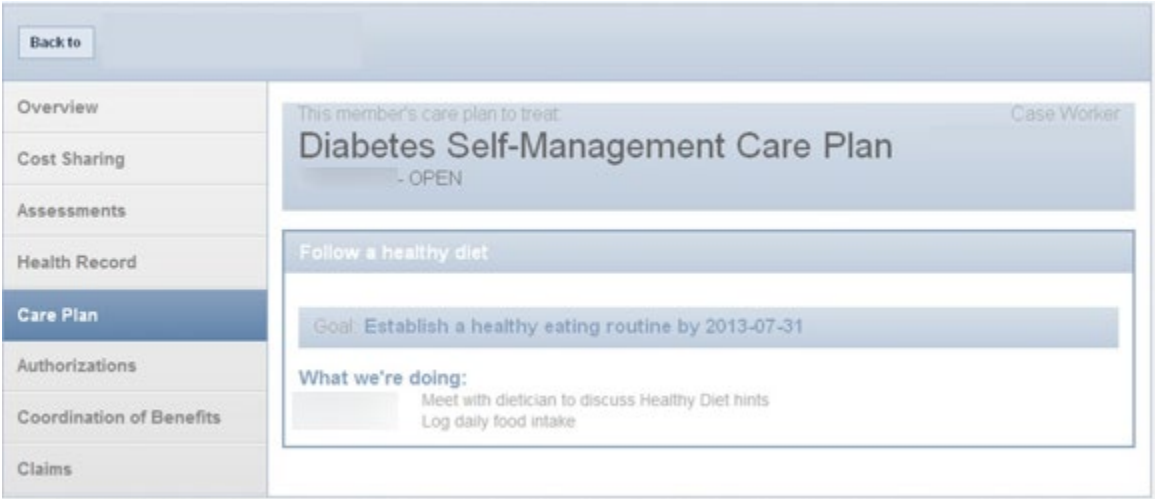 Back to
Overview
Cost Sharing
Assessments
Health Record
Care Plan
Authorizations
Coordination of Benefits
Claims
This member's care plan to treat:
Case Worker
Diabetes Self-Management Care Plan
- OPEN
Follow a healthy diet
Goal: Establish a healthy eating routine by 2013-07-31
What we're doing:
Meet with dietician to discuss Healthy Diet hints
Log daily food intake